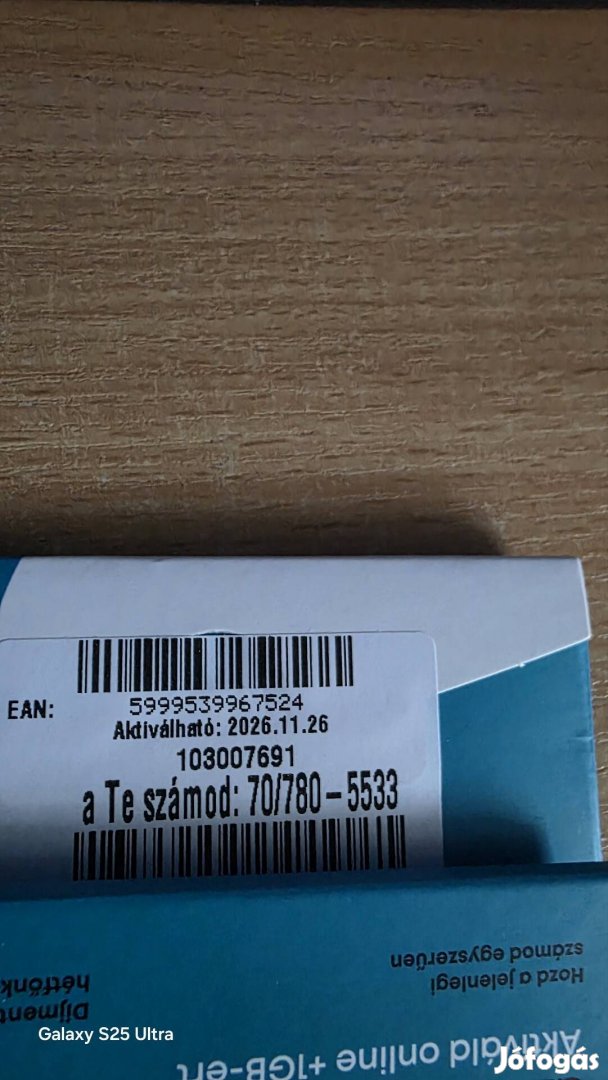 EAN:
5999539967524
Aktiválható: 2026.11.26
103007691
a Te számod: 70/780-5533
Hozd a jelenlegi
számod egyszerűen
Aktiváld online +1GB-ért
Galaxy S25 Ultra
Jófogás